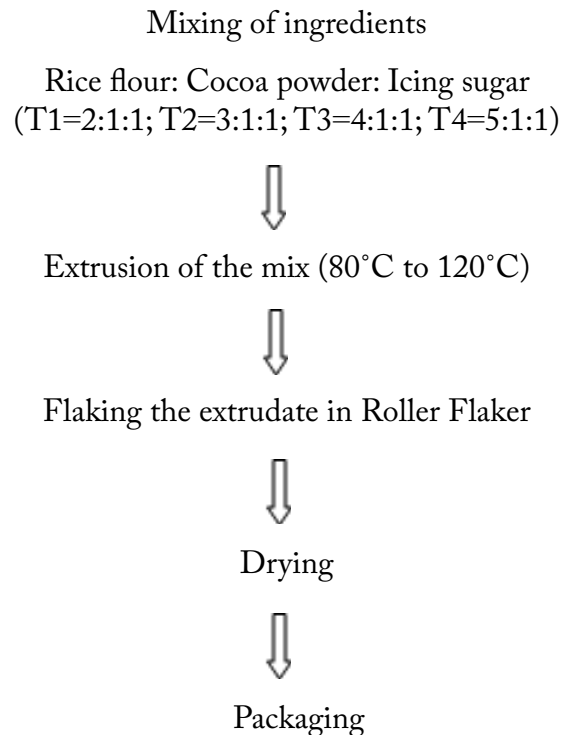 Mixing of ingredients
Rice flour: Cocoa powder: Icing sugar
(T1=2:1:1; T2=3:1:1; T3=4:1:1; T4=5:1:1)
Extrusion of the mix (80˚C to 120˚C)
Flaking the extrudate in Roller Flaker
Drying
Packaging